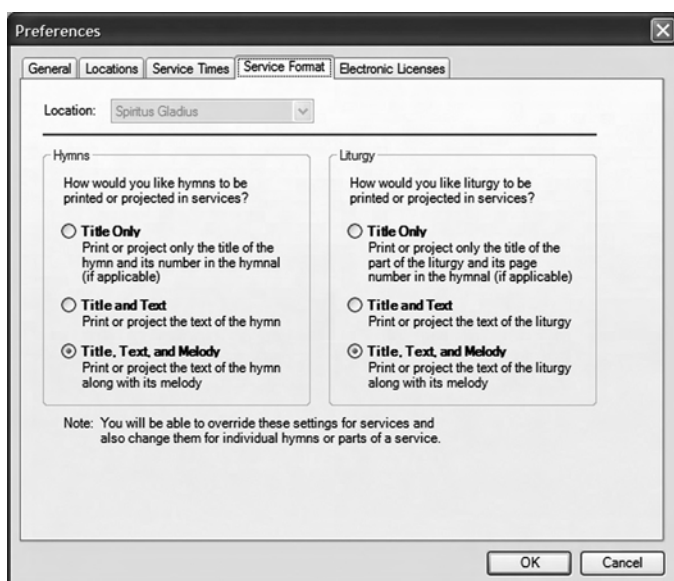 Preferences
General Locations Service Times Service Format Electronic Licenses
Location: Spiritus Gladius
Hymns
How would you like hymns to be
printed or projected in services?
Title Only
Print or project only the title of the
hymn and its number in the hymnal
(if applicable)
Title and Text
Print or project the text of the hymn
Title, Text, and Melody
Print or project the text of the hymn
along with its melody
Liturgy
How would you like liturgy to be
printed or projected in services?
Title Only
Print or project only the title of the
part of the liturgy and its page
number in the hymnal (if applicable)
Title and Text
Print or project the text of the liturgy
Title, Text, and Melody
Print or project the text of the liturgy
along with its melody
Note: You will be able to override these settings for services and
also change them for individual hymns or parts of a service.
OK Cancel